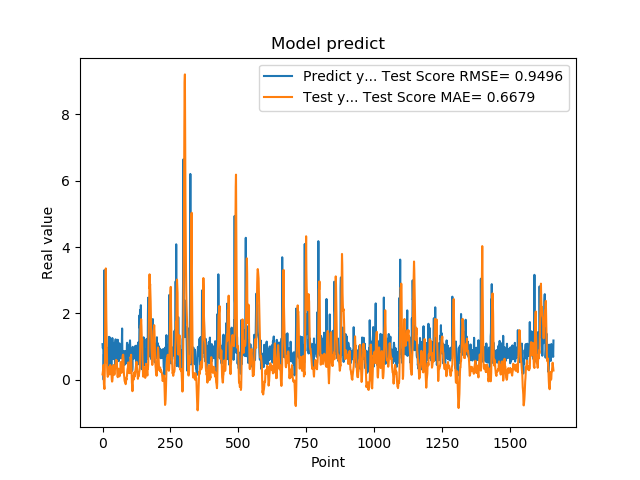 Model predict
Predict y... Test Score RMSE= 0.9496
Test y... Test Score MAE= 0.6679
Real value
8
6
4
2
0
0 250 500 750 1000 1250 1500
Point